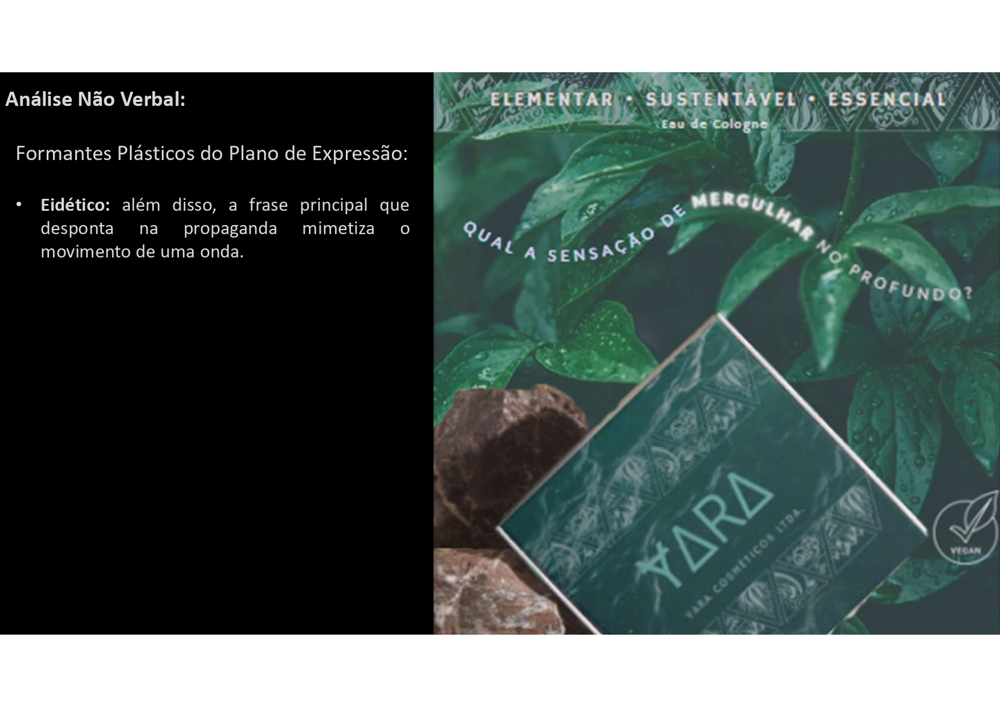 Análise Não Verbal:
Formantes Plásticos do Plano de Expressão:
• Eidético: além disso, a frase principal que
desponta na propaganda mimetiza o
movimento de uma onda.
ELEMENTAR • SUSTENTÁVEL • ESSENCIAL
Eau de Cologne
QUAL A SENSAÇÃO DE MERGULHAR NO PROFUNDO?
YARA
YARA COSMÉTICOS LTDA.
VEGAN